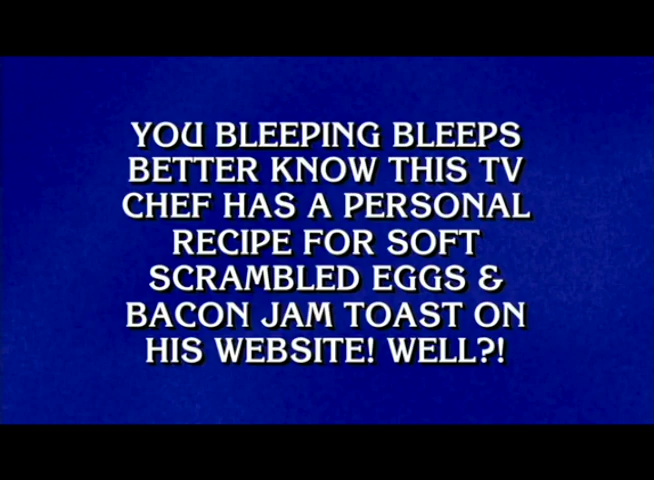 YOU BLEEPING BLEEPS
BETTER KNOW THIS TV
CHEF HAS A PERSONAL
RECIPE FOR SOFT
SCRAMBLED EGGS &
BACON JAM TOAST ON
HIS WEBSITE! WELL?!